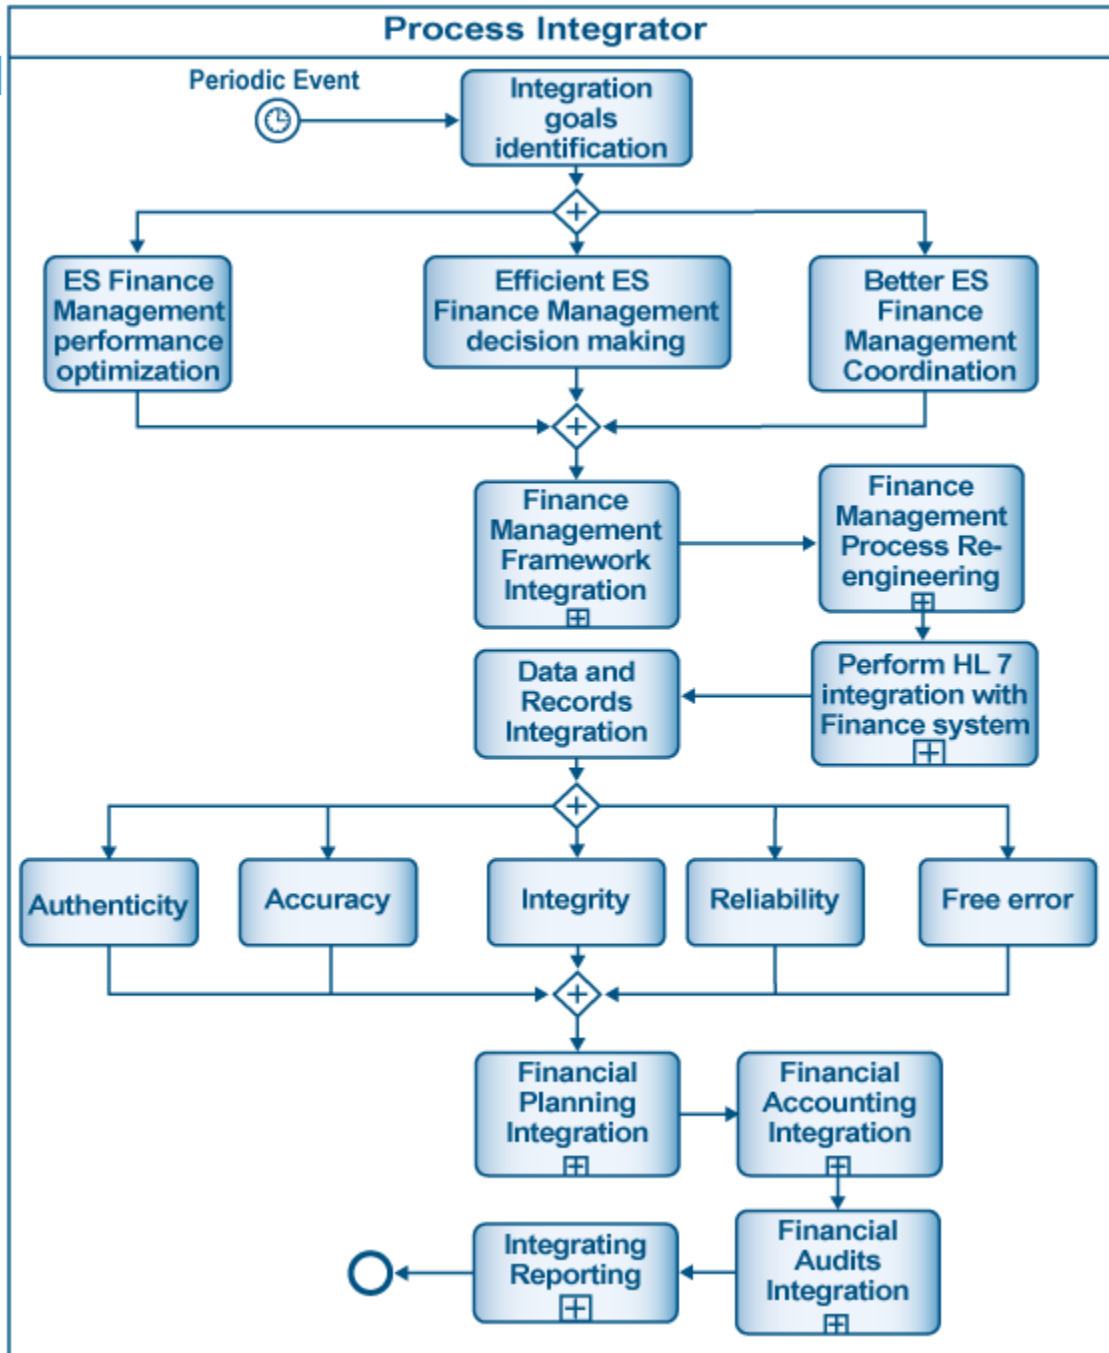 Process Integrator
Periodic Event
Integration
goals
identification
ES Finance
Management
performance
optimization
Efficient ES
Finance Management
decision making
Better ES
Finance
Management
Coordination
Finance
Management
Framework
Integration
Finance
Management
Process Re-
engineering
Perform HL 7
integration with
Finance system
Data and
Records
Integration
Authenticity
Accuracy
Integrity
Reliability
Free error
Financial
Planning
Integration
Financial
Accounting
Integration
Financial
Audits
Integration
Integrating
Reporting